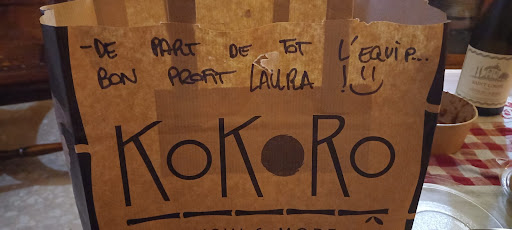 -DE PART DE TOT L'EQUIP...
BON PROFIT LAURA !
KOKORO